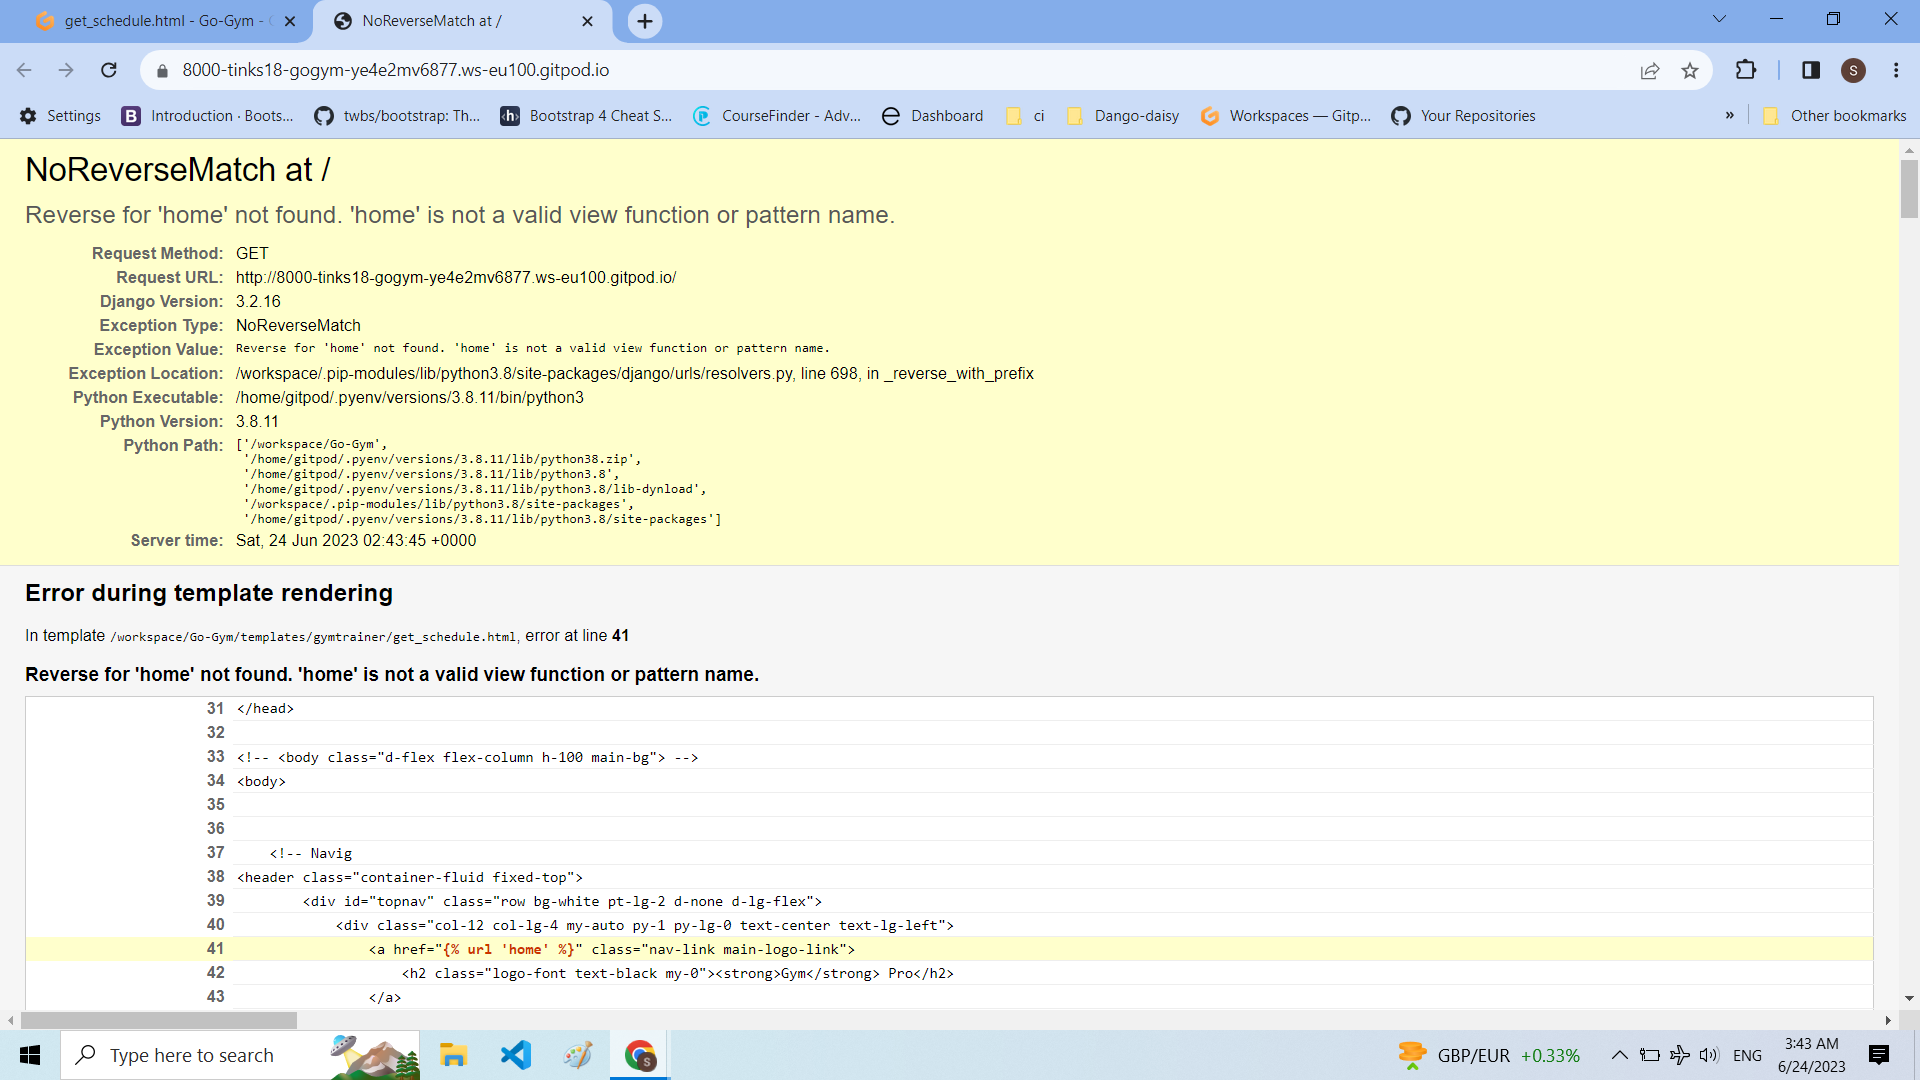 get_schedule.html - Go-Gym -
NoReverseMatch at /
8000-tinks18-gogym-ye4e2mv6877.ws-eu100.gitpod.io
S
Settings
B Introduction · Boots...
twbs/bootstrap: Th...
h Bootstrap 4 Cheat S...
CourseFinder - Adv...
Dashboard
ci
Dango-daisy
Workspaces — Gitp...
Your Repositories
»
Other bookmarks
NoReverseMatch at /
Reverse for 'home' not found. 'home' is not a valid view function or pattern name.
Request Method: GET
Request URL: http://8000-tinks18-gogym-ye4e2mv6877.ws-eu100.gitpod.io/
Django Version: 3.2.16
Exception Type: NoReverseMatch
Exception Value: Reverse for 'home' not found. 'home' is not a valid view function or pattern name.
Exception Location: /workspace/.pip-modules/lib/python3.8/site-packages/django/urls/resolvers.py, line 698, in _reverse_with_prefix
Python Executable: /home/gitpod/.pyenv/versions/3.8.11/bin/python3
Python Version: 3.8.11
Python Path: ['/workspace/Go-Gym',
'/home/gitpod/.pyenv/versions/3.8.11/lib/python38.zip',
'/home/gitpod/.pyenv/versions/3.8.11/lib/python3.8',
'/home/gitpod/.pyenv/versions/3.8.11/lib/python3.8/lib-dynload',
'/workspace/.pip-modules/lib/python3.8/site-packages',
'/home/gitpod/.pyenv/versions/3.8.11/lib/python3.8/site-packages']
Server time: Sat, 24 Jun 2023 02:43:45 +0000
Error during template rendering
In template /workspace/Go-Gym/templates/gymtrainer/get_schedule.html, error at line 41
Reverse for 'home' not found. 'home' is not a valid view function or pattern name.
31 </head>
32
33 <!-- <body class="d-flex flex-column h-100 main-bg"> -->
34 <body>
35
36
37 <!-- Navig
38 <header class="container-fluid fixed-top">
39 <div id="topnav" class="row bg-white pt-lg-2 d-none d-lg-flex">
40 <div class="col-12 col-lg-4 my-auto py-1 py-lg-0 text-center text-lg-left">
41 <a href="{% url 'home' %}" class="nav-link main-logo-link">
42 <h2 class="logo-font text-black my-0"><strong>Gym</strong> Pro</h2>
43 </a>
Type here to search
S
GBP/EUR +0.33%
ENG
3:43 AM
6/24/2023